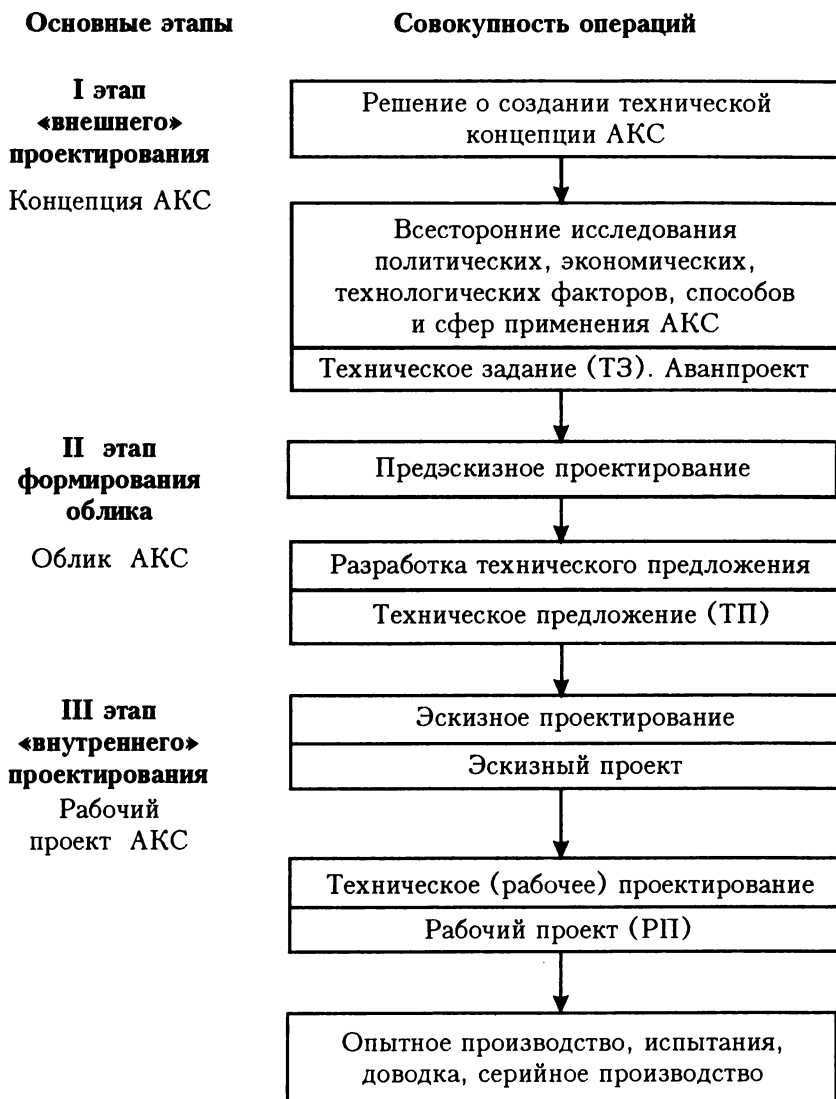 Основные этапы
Совокупность операций
I этап
«внешнего»
проектирования
Концепция АКС
Решение о создании технической
концепции АКС
Всесторонние исследования
политических, экономических,
технологических факторов, способов
и сфер применения АКС
Техническое задание (ТЗ). Аванпроект
II этап
формирования
облика
Облик АКС
Предэскизное проектирование
Разработка технического предложения
Техническое предложение (ТП)
III этап
«внутреннего»
проектирования
Рабочий
проект АКС
Эскизное проектирование
Эскизный проект
Техническое (рабочее) проектирование
Рабочий проект (РП)
Опытное производство, испытания,
доводка, серийное производство